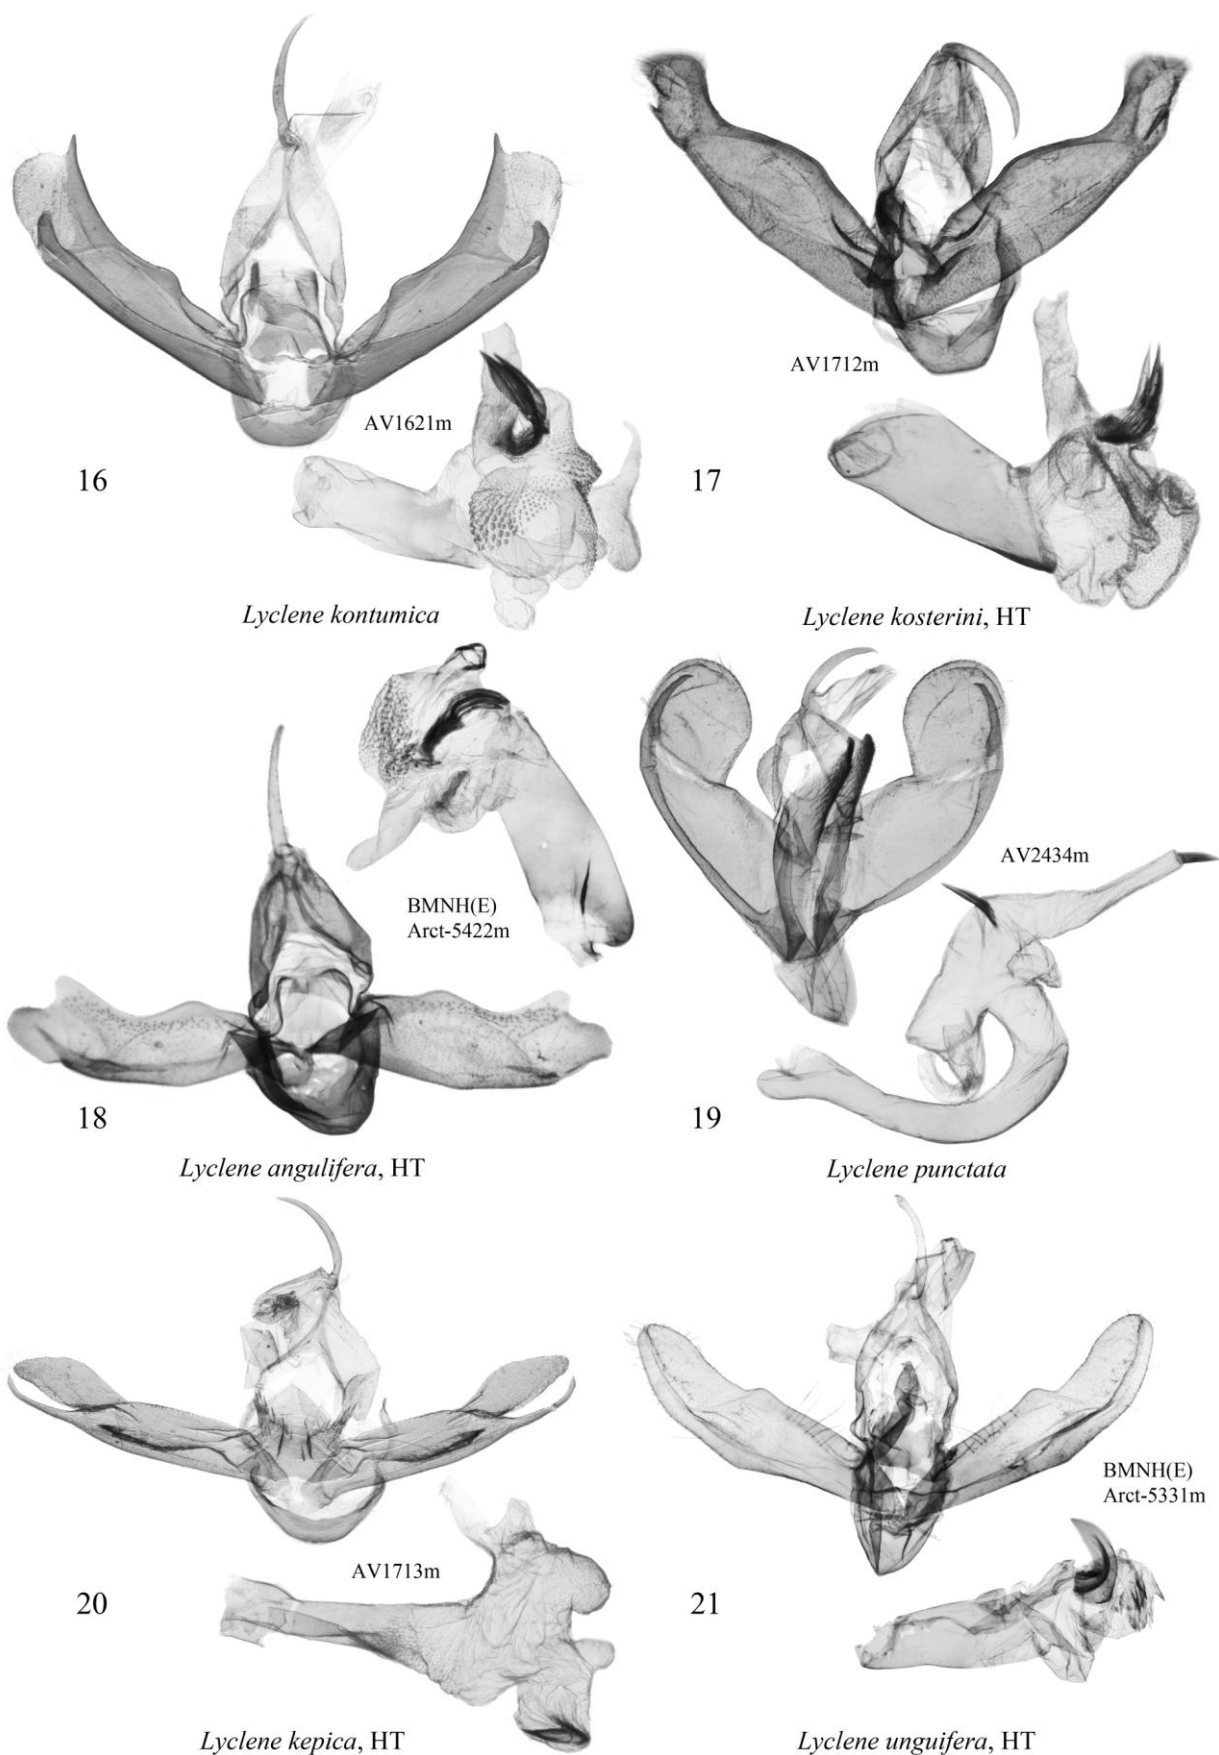 AV1621m
16
Lyclene kontumica
AV1712m
17
Lyclene kosterini, HT
BMNH(E)
Arct-5422m
18
Lyclene angulifera, HT
AV2434m
19
Lyclene punctata
AV1713m
20
Lyclene kepica, HT
BMNH(E)
Arct-5331m
21
Lyclene unguifera, HT